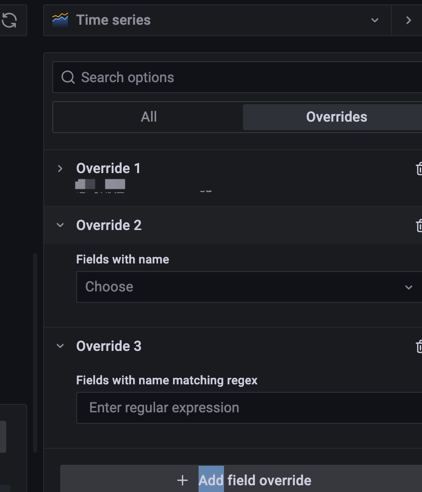 Time series
Search options
All
Overrides
Override 1
Override 2
Fields with name
Choose
Override 3
Fields with name matching regex
Enter regular expression
+ Add field override